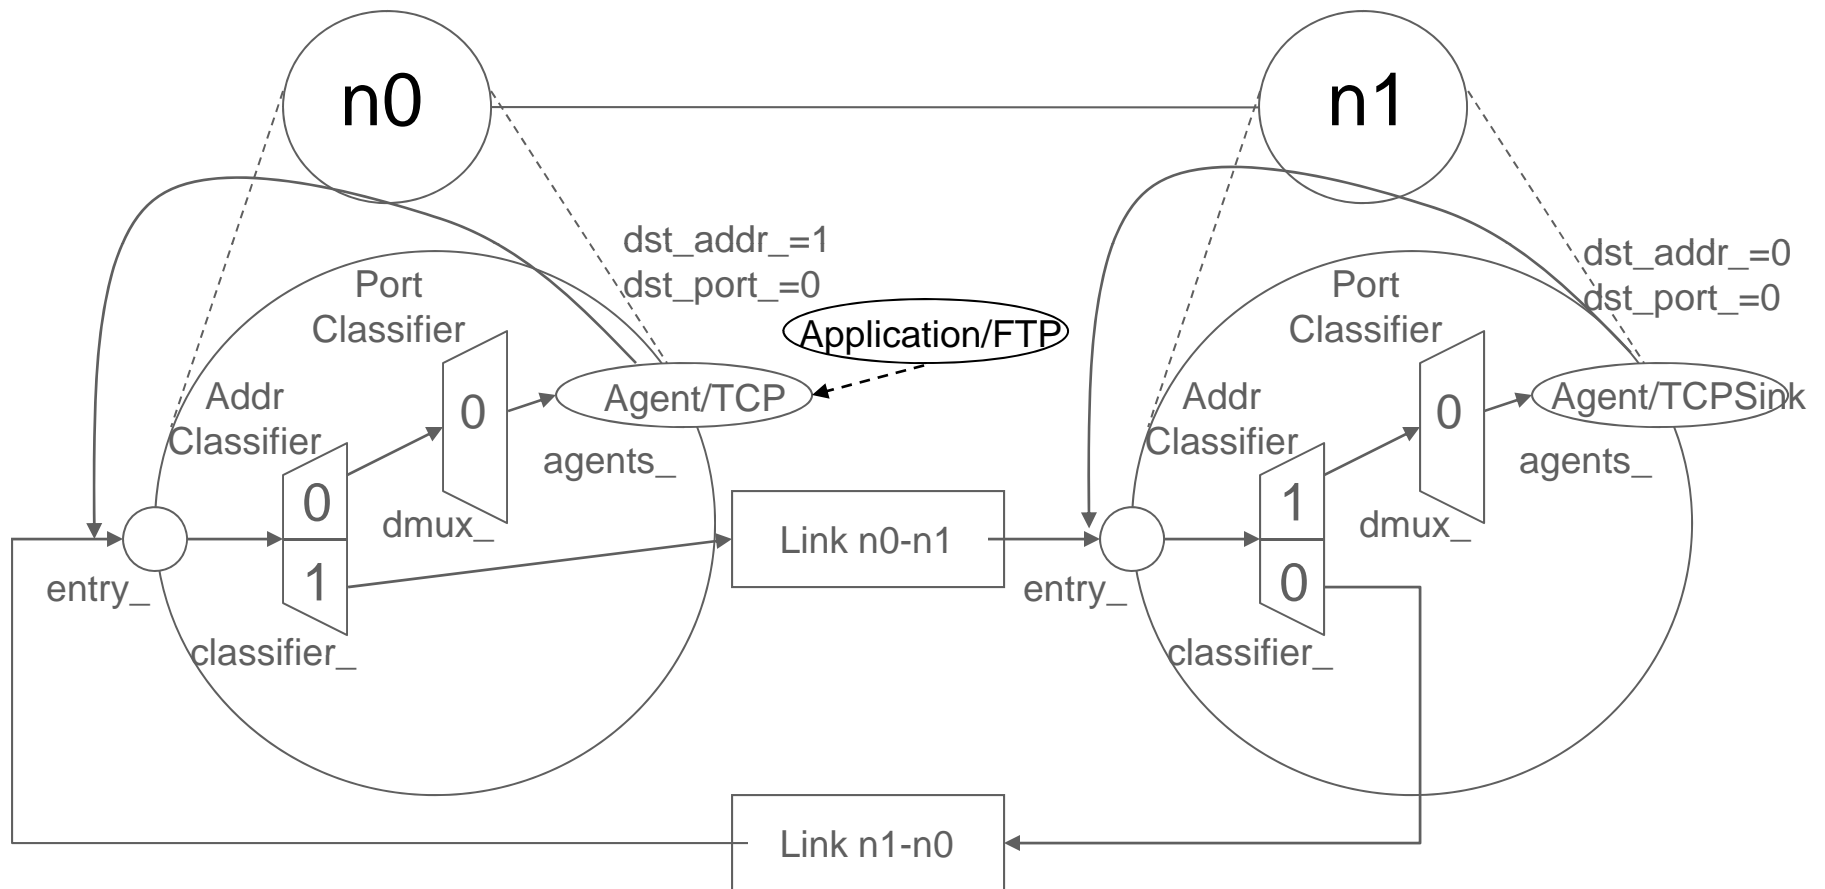 n0
n1
dst_addr_=1
dst_port_=0
dst_addr_=0
dst_port_=0
Port
Classifier
Port
Classifier
Application/FTP
Addr
Classifier
0
Agent/TCP
Addr
Classifier
0
Agent/TCPSink
agents_
agents_
0
dmux_
1
dmux_
Link n0-n1
1
0
entry_
entry_
classifier_
classifier_
Link n1-n0